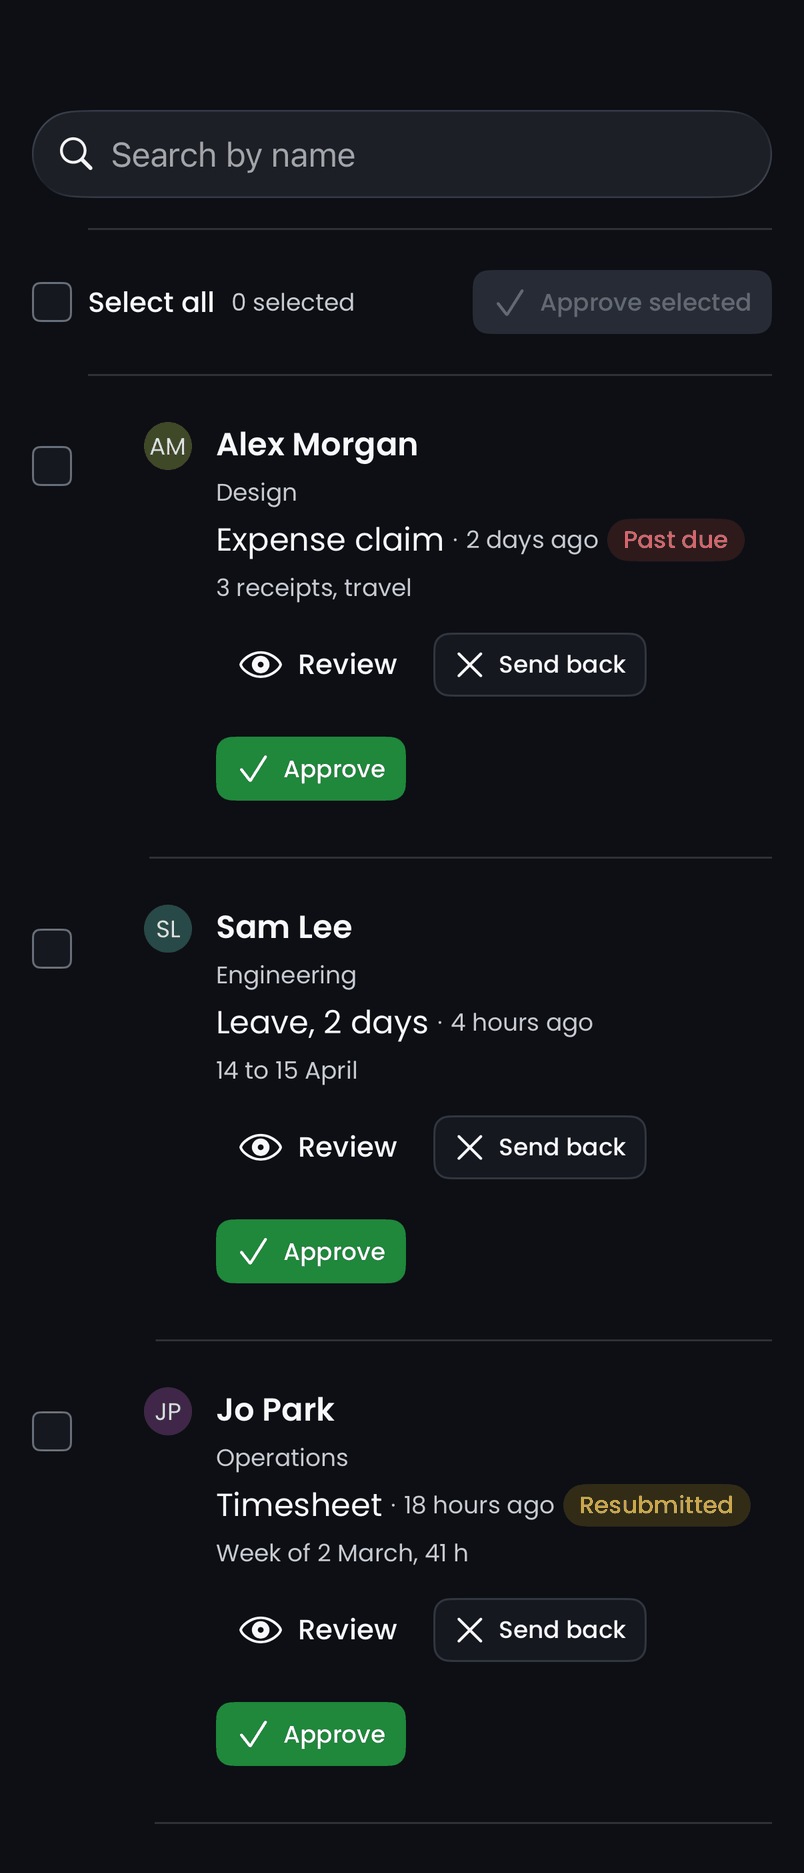 Search by name
Select all 0 selected Approve selected
AM Alex Morgan
Design
Expense claim · 2 days ago Past due
3 receipts, travel
Review Send back
Approve
SL Sam Lee
Engineering
Leave, 2 days · 4 hours ago
14 to 15 April
Review Send back
Approve
JP Jo Park
Operations
Timesheet · 18 hours ago Resubmitted
Week of 2 March, 41 h
Review Send back
Approve